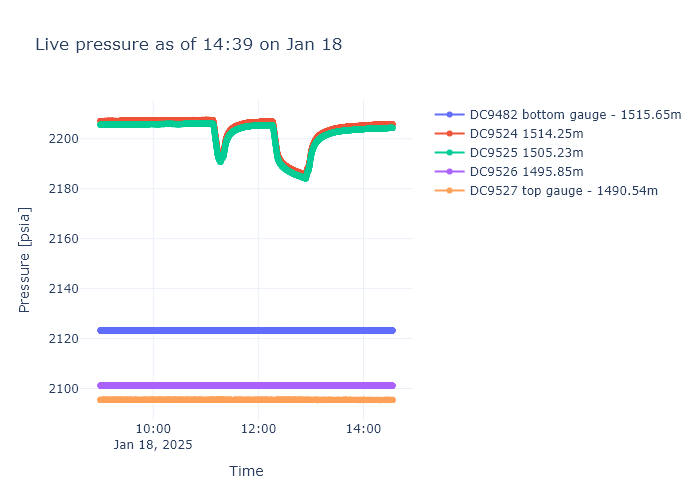 Live pressure as of 14:39 on Jan 18
DC9482 bottom gauge - 1515.65m
DC9524 1514.25m
DC9525 1505.23m
DC9526 1495.85m
DC9527 top gauge - 1490.54m
Pressure [psia]
2200
2180
2160
2140
2120
2100
10:00
12:00
14:00
Jan 18, 2025
Time